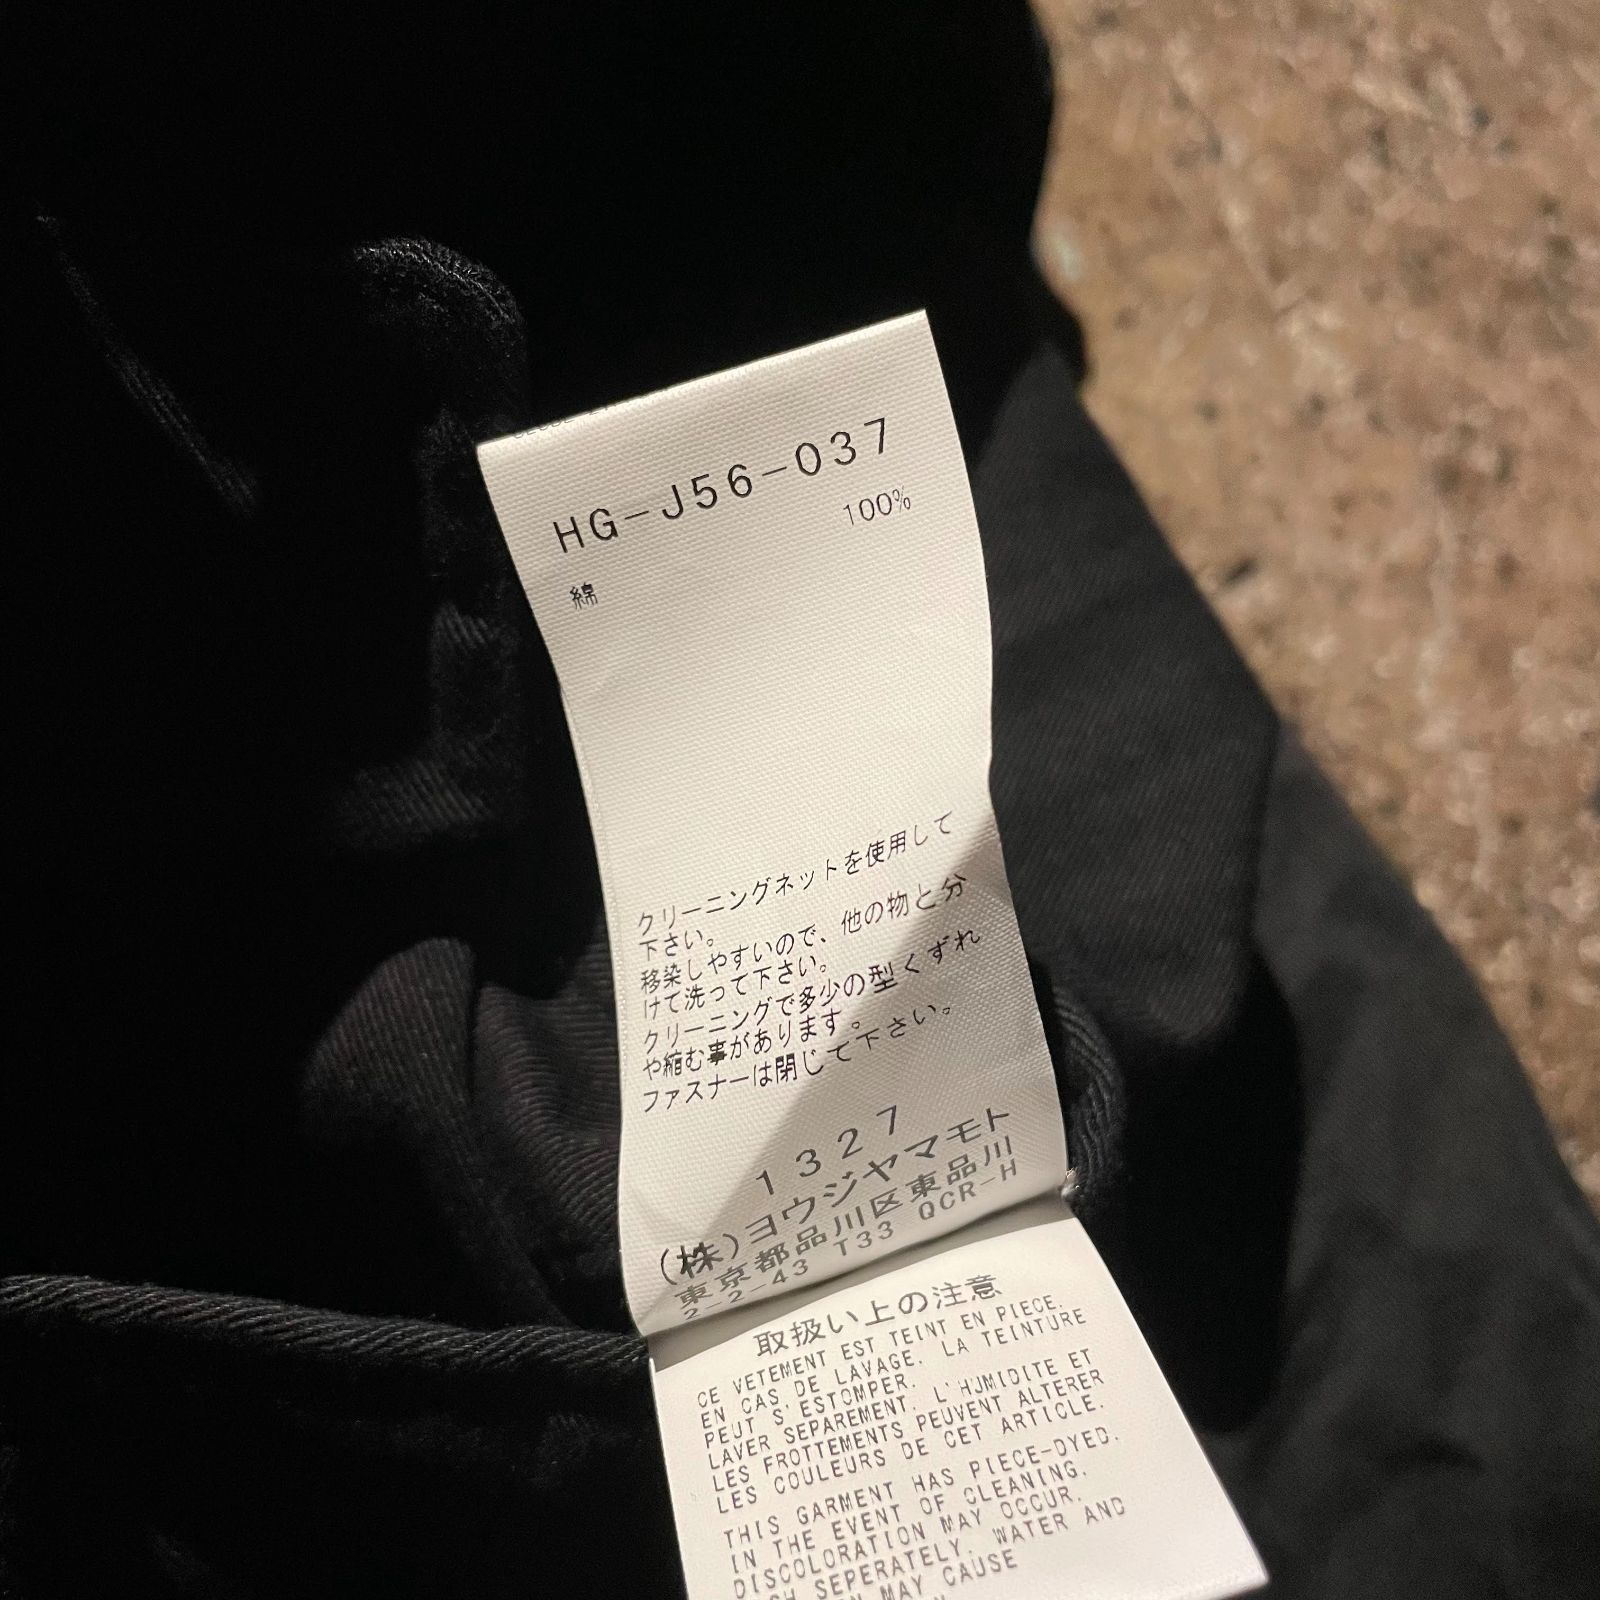 HG-J56-037
綿 100%
クリーニングネットを使用して
下さい。
移染しやすいので、他の物と分
けて洗って下さい。
クリーニングで多少の型くずれ
や縮む事があります。
ファスナーは閉じて下さい。
1327
(株)ヨウジヤマモト
東京都品川区東品川
2-2-43 T33 QCR-H
取扱い上の注意
CE VETEMENT EST TEINT EN PIECE.
EN CAS DE LAVAGE, LA TEINTURE
PEUT S'ESTOMPER.
LAVER SEPAREMENT. L'HUMIDITE ET
LES FROTTEMENTS PEUVENT ALTERER
LES COULEURS DE CET ARTICLE.
THIS GARMENT HAS PIECE-DYED.
IN THE EVENT OF CLEANING,
DISCOLORATION MAY OCCUR.
SEPERATELY. WATER AND
MAY CAUSE